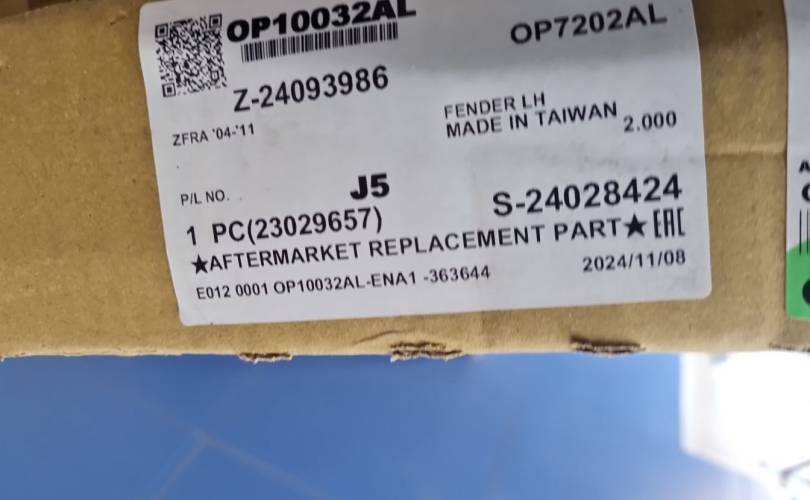 OP10032AL
OP7202AL
Z-24093986
ZFRA '04-'11
FENDER LH
MADE IN TAIWAN 2.000
P/L NO. J5
S-24028424
1 PC(23029657)
★AFTERMARKET REPLACEMENT PART★ EAC
E012 0001 OP10032AL-ENA1 -363644
2024/11/08